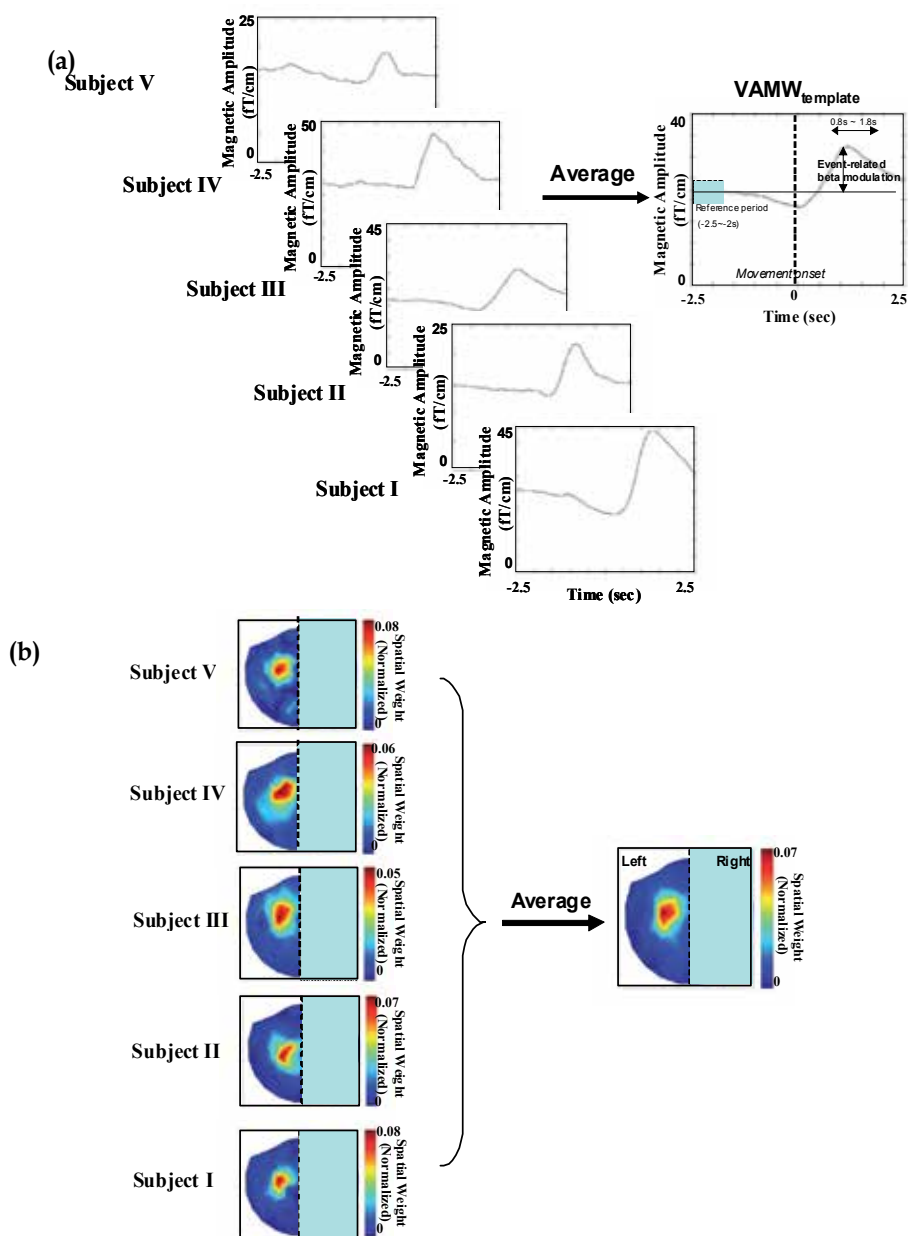 (a)
Subject V
25
Magnetic Amplitude
(fT/cm)
0
-2.5
Subject IV
50
Magnetic Amplitude
(fT/cm)
0
-2.5
Subject III
45
Magnetic Amplitude
(fT/cm)
0
-2.5
Subject II
25
Magnetic Amplitude
(fT/cm)
0
-2.5
Subject I
45
Magnetic Amplitude
(fT/cm)
0
-2.5
2.5
Time (sec)
Average
VAMWtemplate
40
Magnetic Amplitude
(fT/cm)
0
0.8s ~ 1.8s
Event-related
beta modulation
Reference period
(-2.5~-2s)
Movement onset
-2.5
0
2.5
Time (sec)
(b)
Subject V
0.08
Spatial Weight
(Normalized)
0
Subject IV
0.06
Spatial Weight
(Normalized)
0
Subject III
0.05
Spatial Weight
(Normalized)
0
Subject II
0.07
Spatial Weight
(Normalized)
0
Subject I
0.08
Spatial Weight
(Normalized)
0
Average
Left
Right
0.07
Spatial Weight
(Normalized)
0